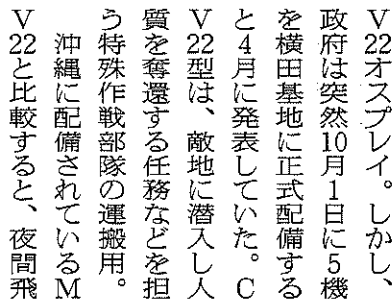 V22オスプレイ。しかし、
政府は突然10月1日に5機
を横田基地に正式配備する
と4月に発表していた。C
V22型は、敵地に潜入し人
質を奪還する任務などを担
う特殊作戦部隊の運搬用。
沖縄に配備されているM
V22と比較すると、夜間飛